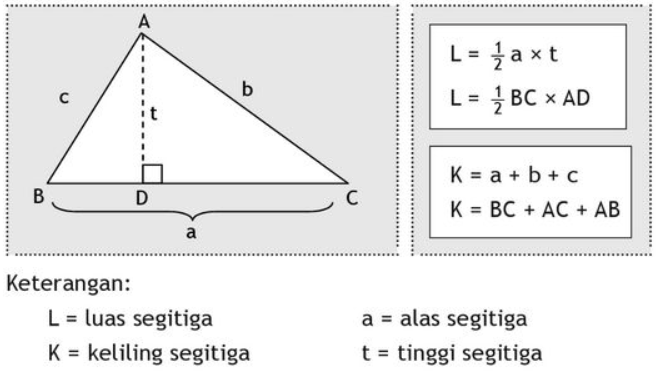 A
c
b
t
B
D
C
a
L = 1/2 a × t
L = 1/2 BC × AD
K = a + b + c
K = BC + AC + AB
Keterangan:
L = luas segitiga
a = alas segitiga
K = keliling segitiga
t = tinggi segitiga